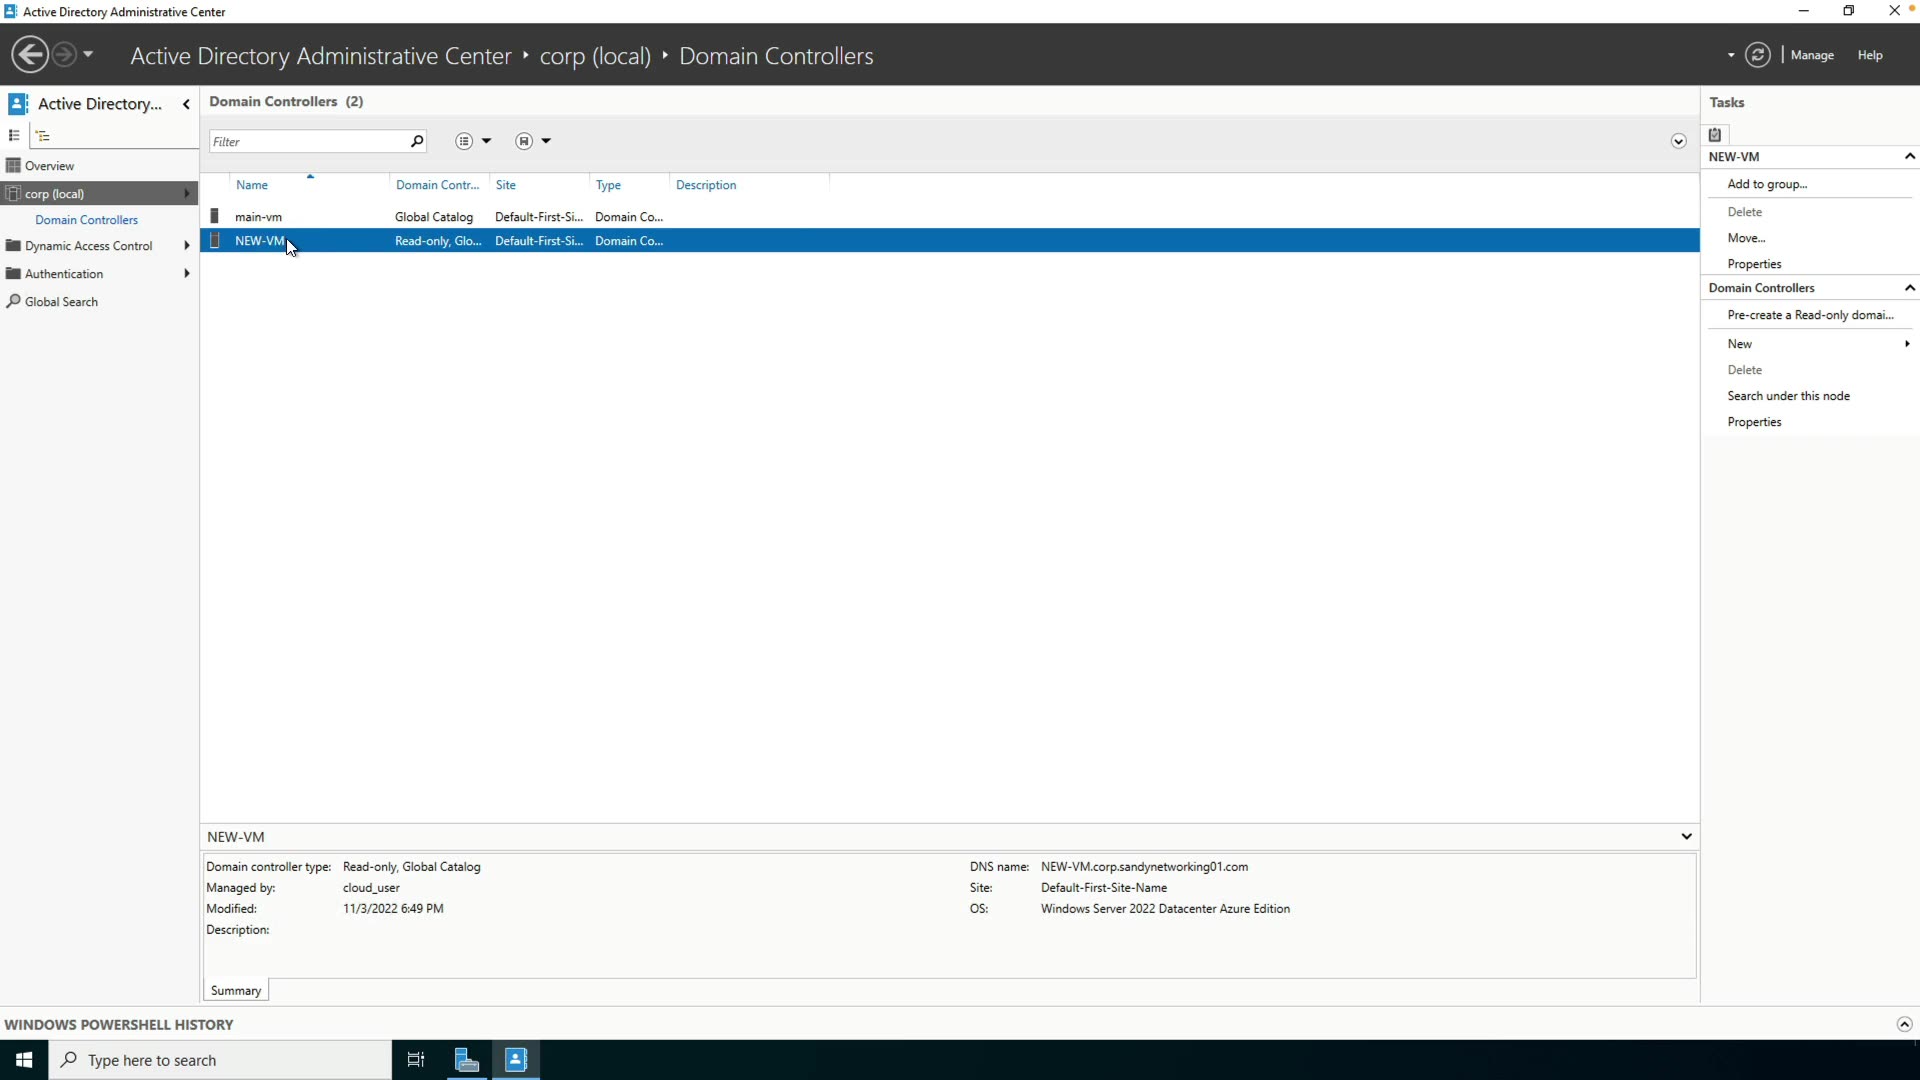 Active Directory Administrative Center
Active Directory Administrative Center ‣ corp (local) ‣ Domain Controllers
Manage
Help
Active Directory...
Overview
corp (local)
Domain Controllers
Dynamic Access Control
Authentication
Global Search
Domain Controllers (2)
Filter
Name Domain Contr... Site Type Description
main-vm Global Catalog Default-First-Si... Domain Co...
NEW-VM Read-only, Glo... Default-First-Si... Domain Co...
NEW-VM
Domain controller type: Read-only, Global Catalog
Managed by: cloud_user
Modified: 11/3/2022 6:49 PM
Description:
DNS name: NEW-VM.corp.sandynetworking01.com
Site: Default-First-Site-Name
OS: Windows Server 2022 Datacenter Azure Edition
Summary
Tasks
NEW-VM
Add to group...
Delete
Move...
Properties
Domain Controllers
Pre-create a Read-only domai...
New
Delete
Search under this node
Properties
WINDOWS POWERSHELL HISTORY
Type here to search